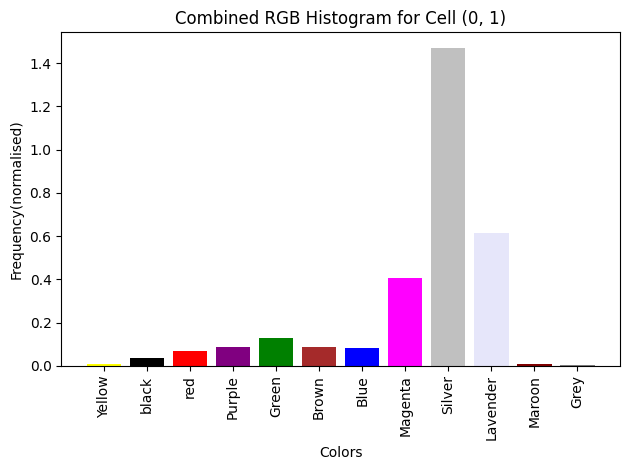 Combined RGB Histogram for Cell (0, 1)
Frequency(normalised)
1.4
1.2
1.0
0.8
0.6
0.4
0.2
0.0
Yellow
black
red
Purple
Green
Brown
Blue
Magenta
Silver
Lavender
Maroon
Grey
Colors